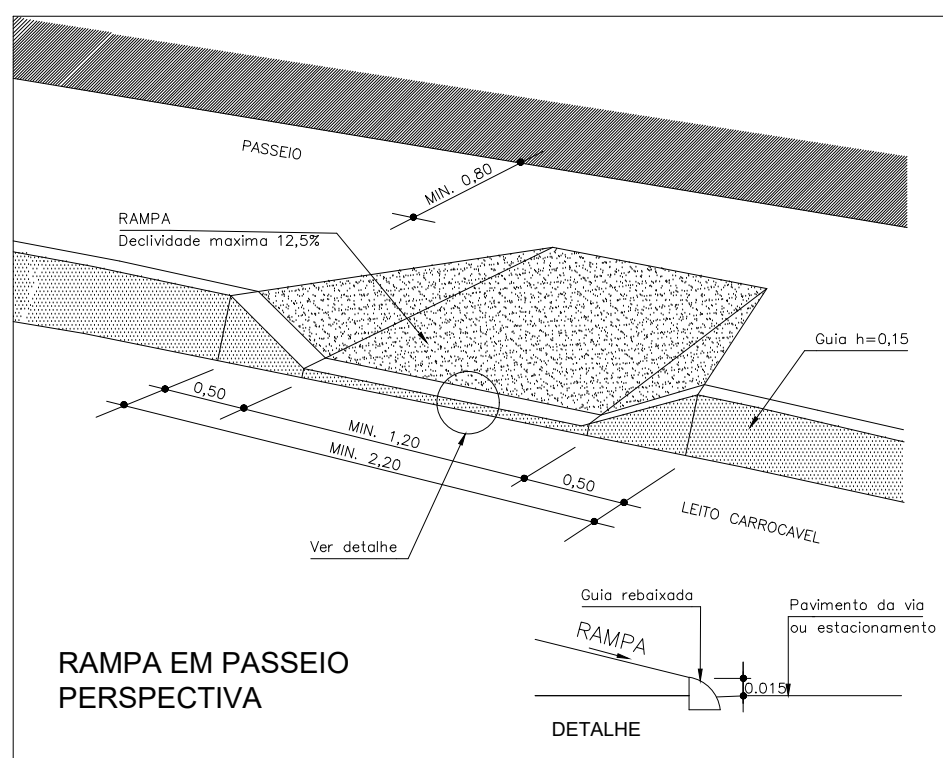 PASSEIO
MIN. 0,80
RAMPA
Declividade maxima 12,5%
Guia h=0,15
0,50
MIN. 1,20
MIN. 2,20
0,50
LEITO CARROCAVEL
Ver detalhe
Guia rebaixada
Pavimento da via
ou estacionamento
RAMPA
0.015
RAMPA EM PASSEIO
PERSPECTIVA
DETALHE